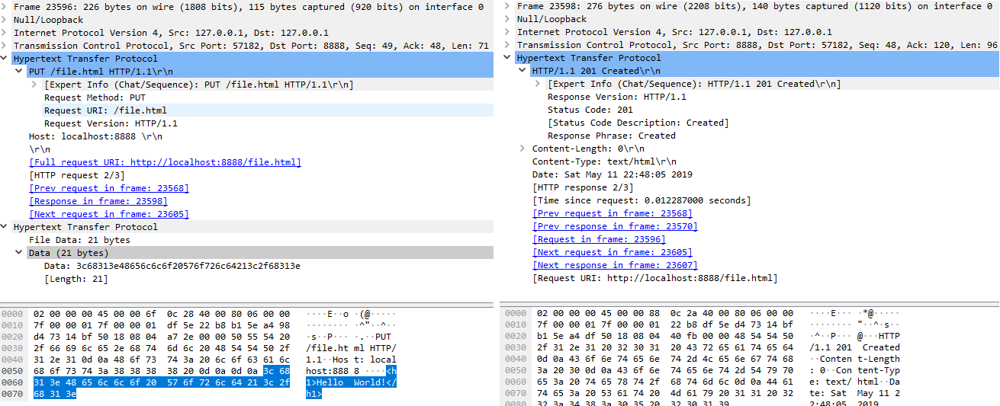 Frame 23596: 226 bytes on wire (1808 bits), 115 bytes captured (920 bits) on interface 0
Null/Loopback
Internet Protocol Version 4, Src: 127.0.0.1, Dst: 127.0.0.1
Transmission Control Protocol, Src Port: 57182, Dst Port: 8888, Seq: 49, Ack: 48, Len: 71
Hypertext Transfer Protocol
PUT /file.html HTTP/1.1\r\n
[Expert Info (Chat/Sequence): PUT /file.html HTTP/1.1\r\n]
Request Method: PUT
Request URI: /file.html
Request Version: HTTP/1.1
Host: localhost:8888 \r\n
\r\n
[Full request URI: http://localhost:8888/file.html]
[HTTP request 2/3]
[Prev request in frame: 23568]
[Response in frame: 23598]
[Next request in frame: 23605]
Hypertext Transfer Protocol
File Data: 21 bytes
Data (21 bytes)
Data: 3c68313e48656c6c6f20576f726c64213c2f68313e
[Length: 21]
0000 02 00 00 00 45 00 00 6f 0c 28 40 00 80 06 00 00 ····E··o ·(@·····
0010 7f 00 00 01 7f 00 00 01 df 5e 22 b8 b1 5e a4 98 ········ ·^"··^··
0020 d4 73 14 bf 50 18 08 04 a7 2e 00 00 50 55 54 20 ·s··P··· ·.··PUT
0030 2f 66 69 6c 65 2e 68 74 6d 6c 20 48 54 54 50 2f /file.ht ml HTTP/
0040 31 2e 31 0d 0a 48 6f 73 74 3a 20 6c 6f 63 61 6c 1.1··Hos t: local
0050 68 6f 73 74 3a 38 38 38 38 20 0d 0a 0d 0a 3c 68 host:888 8 ····<h
0060 31 3e 48 65 6c 6c 6f 20 57 6f 72 6c 64 21 3c 2f 1>Hello World!</
0070 68 31 3e h1>
Frame 23598: 276 bytes on wire (2208 bits), 140 bytes captured (1120 bits) on interface 0
Null/Loopback
Internet Protocol Version 4, Src: 127.0.0.1, Dst: 127.0.0.1
Transmission Control Protocol, Src Port: 8888, Dst Port: 57182, Seq: 48, Ack: 120, Len: 96
Hypertext Transfer Protocol
HTTP/1.1 201 Created\r\n
[Expert Info (Chat/Sequence): HTTP/1.1 201 Created\r\n]
Response Version: HTTP/1.1
Status Code: 201
[Status Code Description: Created]
Response Phrase: Created
Content-Length: 0\r\n
Content-Type: text/html\r\n
Date: Sat May 11 22:48:05 2019
[HTTP response 2/3]
[Time since request: 0.012287000 seconds]
[Prev request in frame: 23568]
[Prev response in frame: 23570]
[Request in frame: 23596]
[Next request in frame: 23605]
[Next response in frame: 23607]
[Request URI: http://localhost:8888/file.html]
0000 02 00 00 00 45 00 00 88 0c 2a 40 00 80 06 00 00 ····E··· ·*@·····
0010 7f 00 00 01 7f 00 00 01 22 b8 df 5e d4 73 14 bf ········ "··^·s··
0020 b1 5e a4 df 50 18 08 04 40 fb 00 00 48 54 54 50 ·^··P··· @···HTTP
0030 2f 31 2e 31 20 32 30 31 20 43 72 65 61 74 65 64 /1.1 201 Created
0040 0d 0a 43 6f 6e 74 65 6e 74 2d 4c 65 6e 67 74 68 ··Conten t-Length
0050 3a 20 30 0d 0a 43 6f 6e 74 65 6e 74 2d 54 79 70 : 0··Con tent-Typ
0060 65 3a 20 74 65 78 74 2f 68 74 6d 6c 0d 0a 44 61 e: text/ html··Da
0070 74 65 3a 20 53 61 74 20 4d 61 79 20 31 31 20 32 te: Sat May 11 2
0080 32 3a 34 38 3a 30 35 20 32 30 31 39 2:48:05 2019